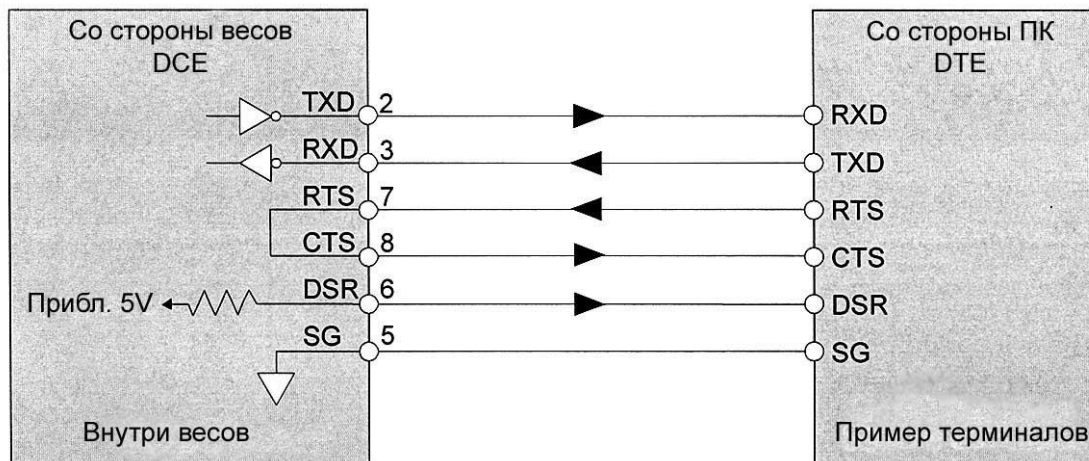 Со стороны весов
DCE
Со стороны ПК
DTE
TXD 2
RXD
RXD 3
TXD
RTS 7
RTS
CTS 8
CTS
Прибл. 5V
DSR 6
DSR
SG 5
SG
Внутри весов
Пример терминалов